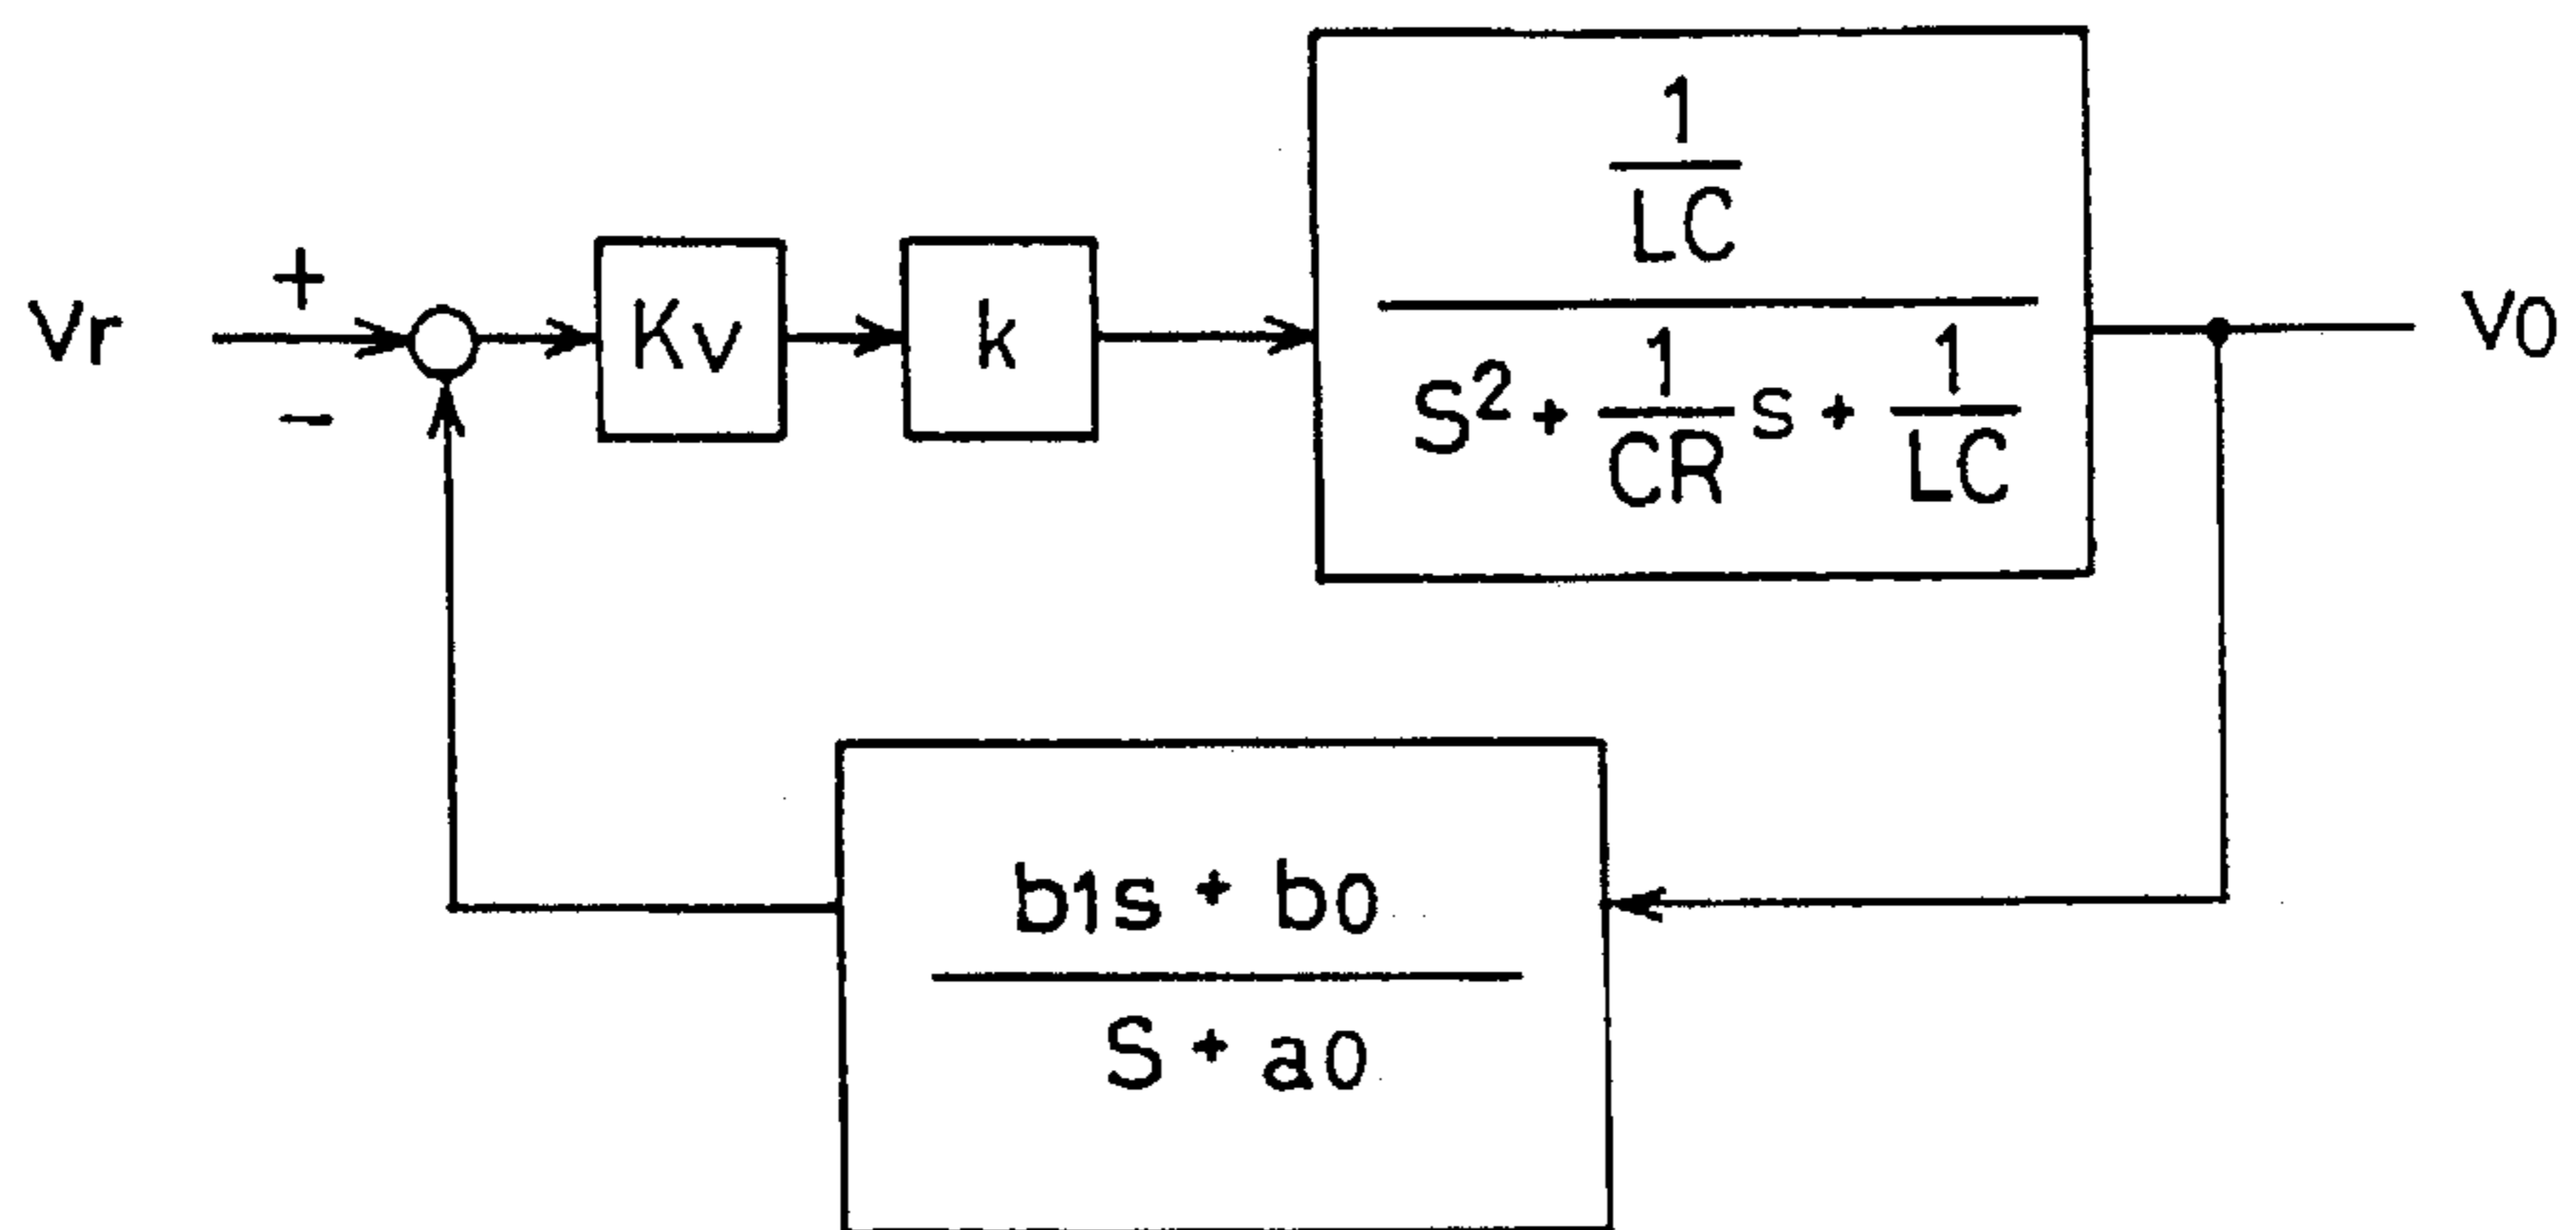 Vr + − Kv k
1
LC
S² + 1 s + 1
CR LC
V0
b1s + b0
S + a0